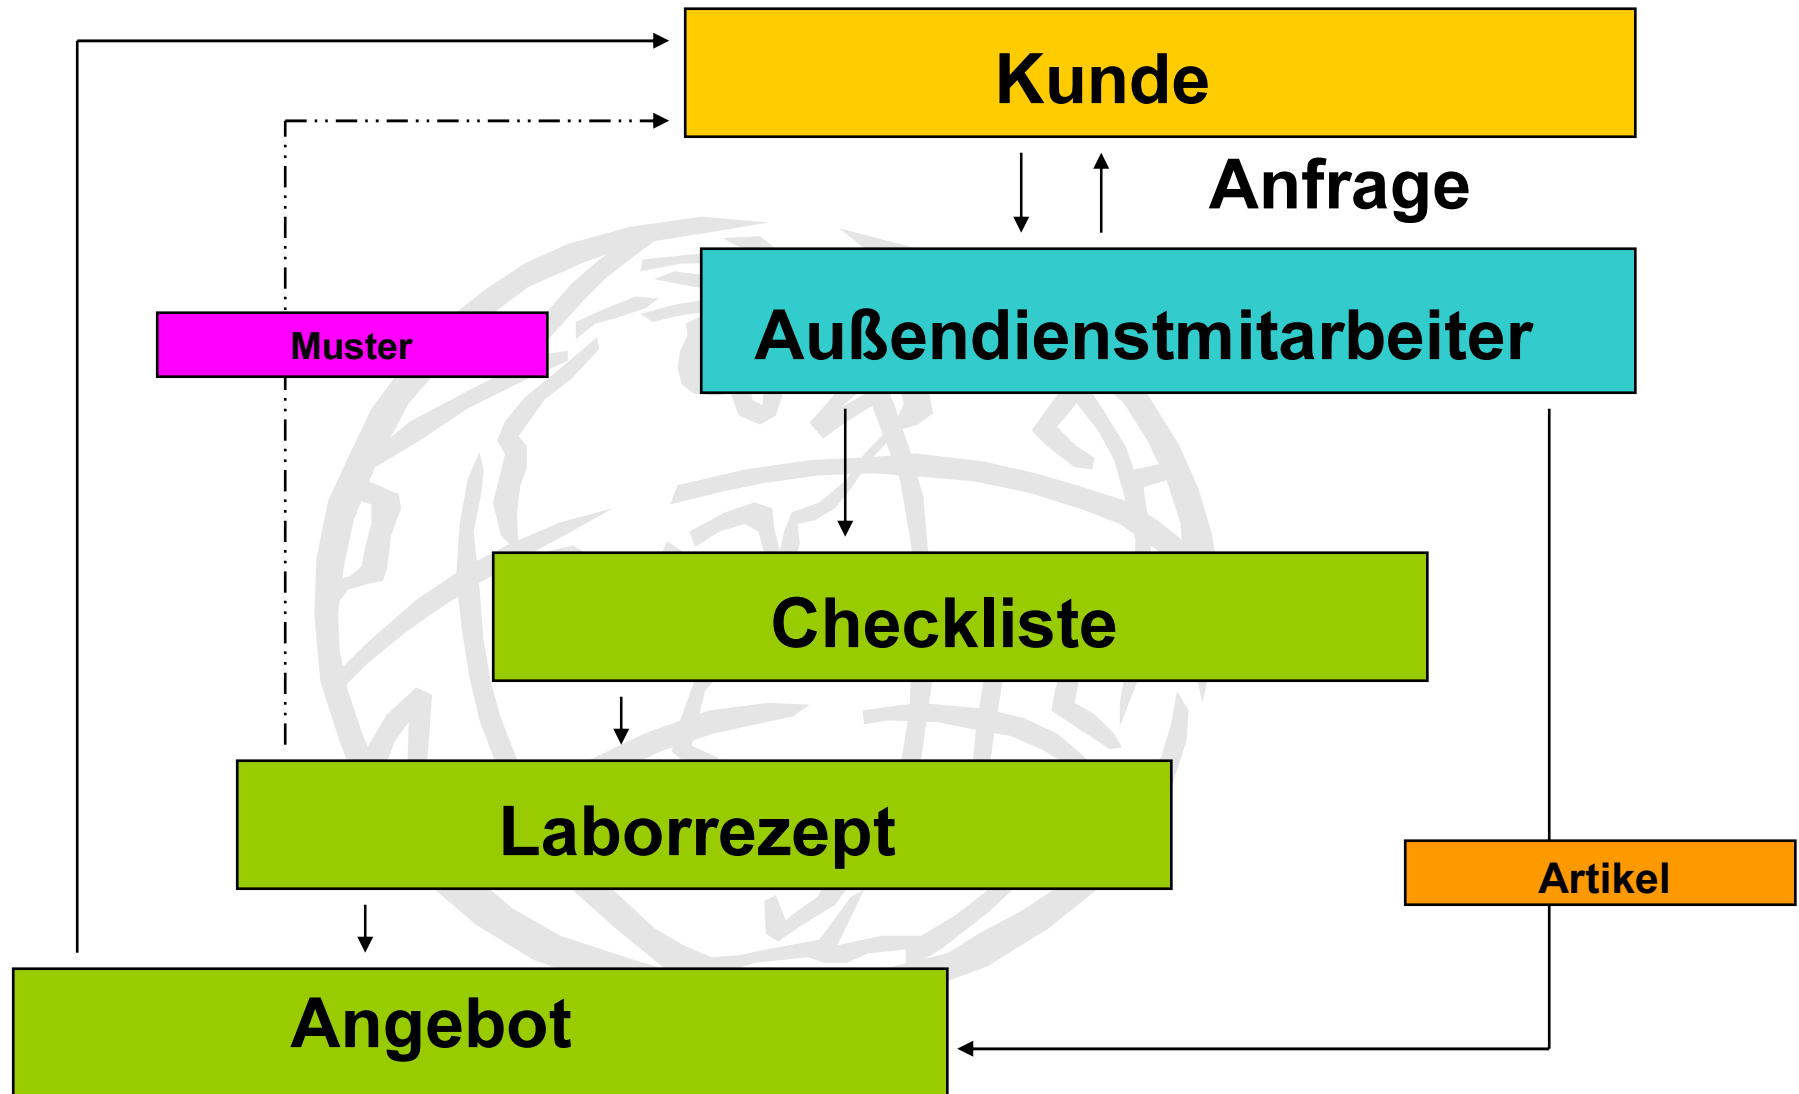 Kunde
Anfrage
Außendienstmitarbeiter
Muster
Checkliste
Laborrezept
Artikel
Angebot